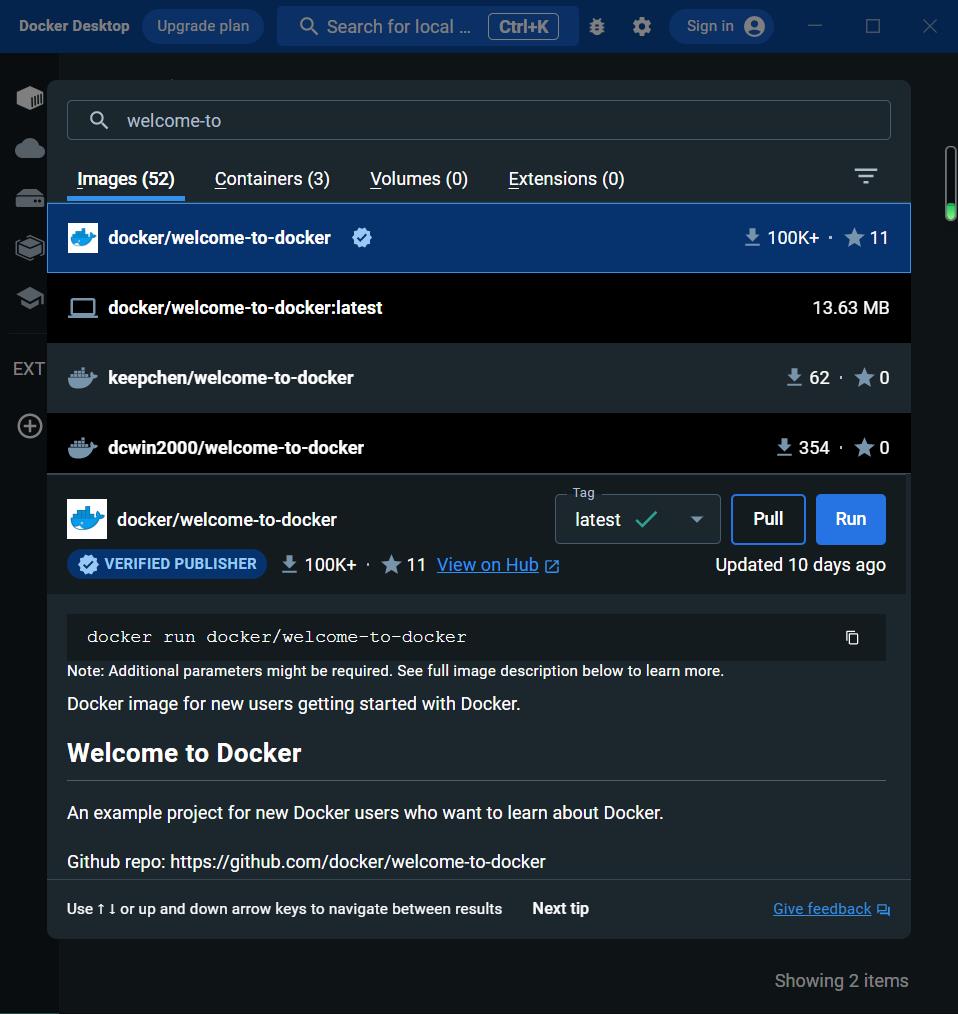 Docker Desktop Upgrade plan Search for local ... Ctrl+K Sign in
welcome-to
Images (52) Containers (3) Volumes (0) Extensions (0)
docker/welcome-to-docker 100K+ · 11
docker/welcome-to-docker:latest 13.63 MB
EXT
keepchen/welcome-to-docker 62 · 0
dcwin2000/welcome-to-docker 354 · 0
Tag
docker/welcome-to-docker latest Pull Run
VERIFIED PUBLISHER 100K+ · 11 View on Hub Updated 10 days ago
docker run docker/welcome-to-docker
Note: Additional parameters might be required. See full image description below to learn more.
Docker image for new users getting started with Docker.
Welcome to Docker
An example project for new Docker users who want to learn about Docker.
Github repo: https://github.com/docker/welcome-to-docker
Use ↑ ↓ or up and down arrow keys to navigate between results Next tip Give feedback
Showing 2 items